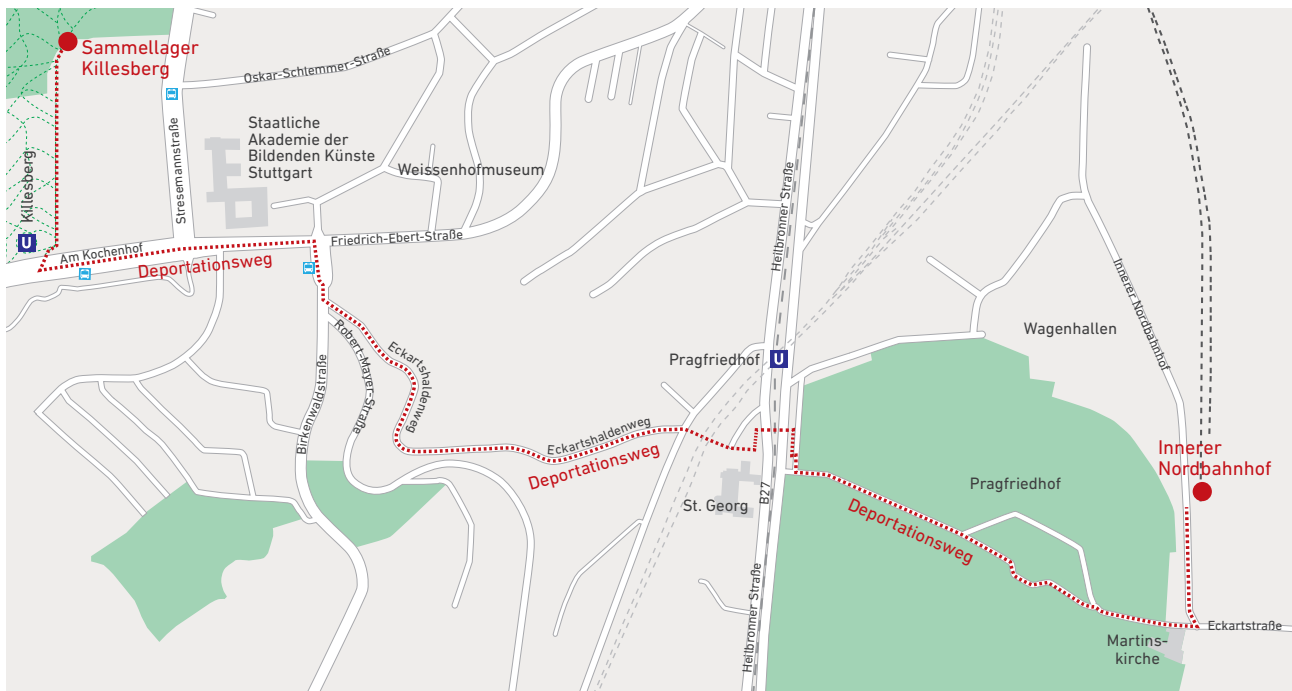 Sammellager
Killesberg
Oskar-Schlemmer-Straße
Staatliche
Akademie der
Bildenden Künste
Stuttgart
Weissenhofmuseum
Stresemannstraße
Killesberg
U
Am Kochenhof
Deportationsweg
Friedrich-Ebert-Straße
Heilbronner Straße
Innerer Nordbahnhof
Wagenhallen
Robert-Mayer-Straße
Eckartshaldenweg
Birkenwaldstraße
Pragfriedhof
U
Eckartshaldenweg
Deportationsweg
Innerer
Nordbahnhof
St. Georg
B27
Pragfriedhof
Deportationsweg
Heilbronner Straße
Eckartstraße
Martins-
kirche